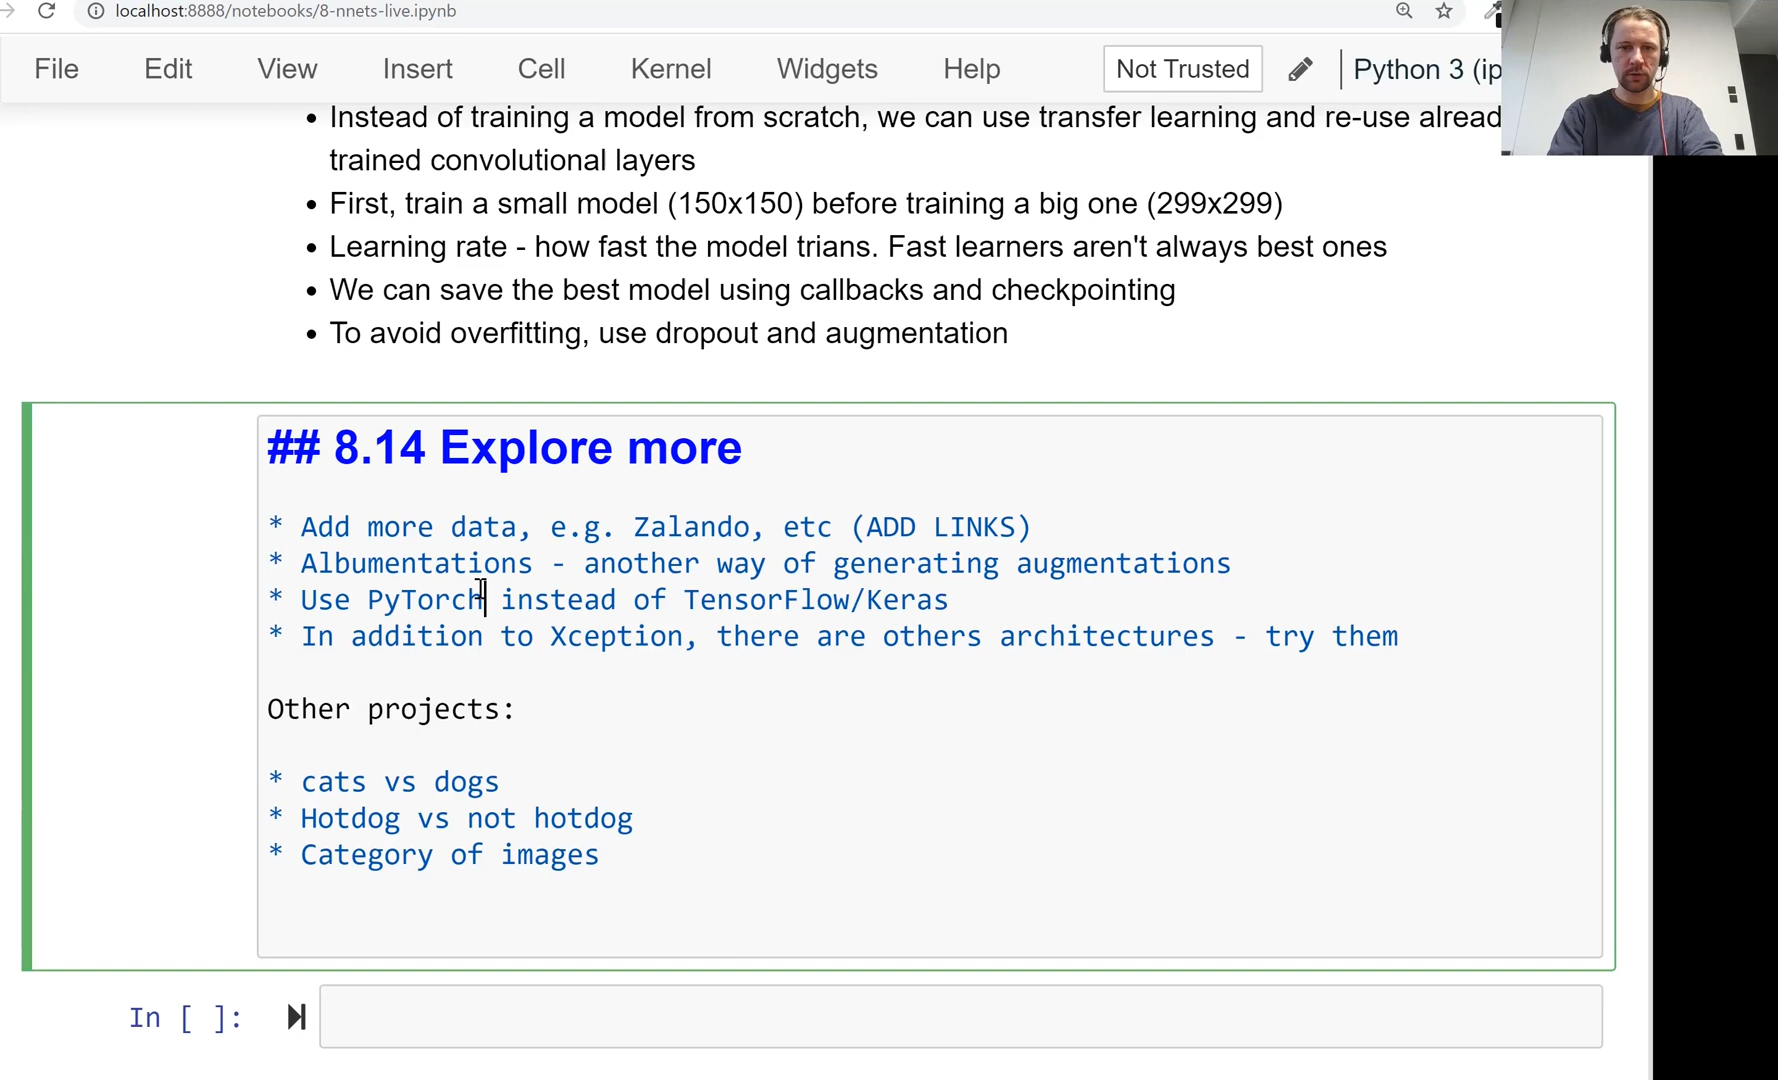 localhost:8888/notebooks/8-nnets-live.ipynb
File Edit View Insert Cell Kernel Widgets Help Not Trusted Python 3 (ip
• Instead of training a model from scratch, we can use transfer learning and re-use alread
trained convolutional layers
• First, train a small model (150x150) before training a big one (299x299)
• Learning rate - how fast the model trians. Fast learners aren't always best ones
• We can save the best model using callbacks and checkpointing
• To avoid overfitting, use dropout and augmentation
## 8.14 Explore more
* Add more data, e.g. Zalando, etc (ADD LINKS)
* Albumentations - another way of generating augmentations
* Use PyTorch instead of TensorFlow/Keras
* In addition to Xception, there are others architectures - try them
Other projects:
* cats vs dogs
* Hotdog vs not hotdog
* Category of images
In [ ]: